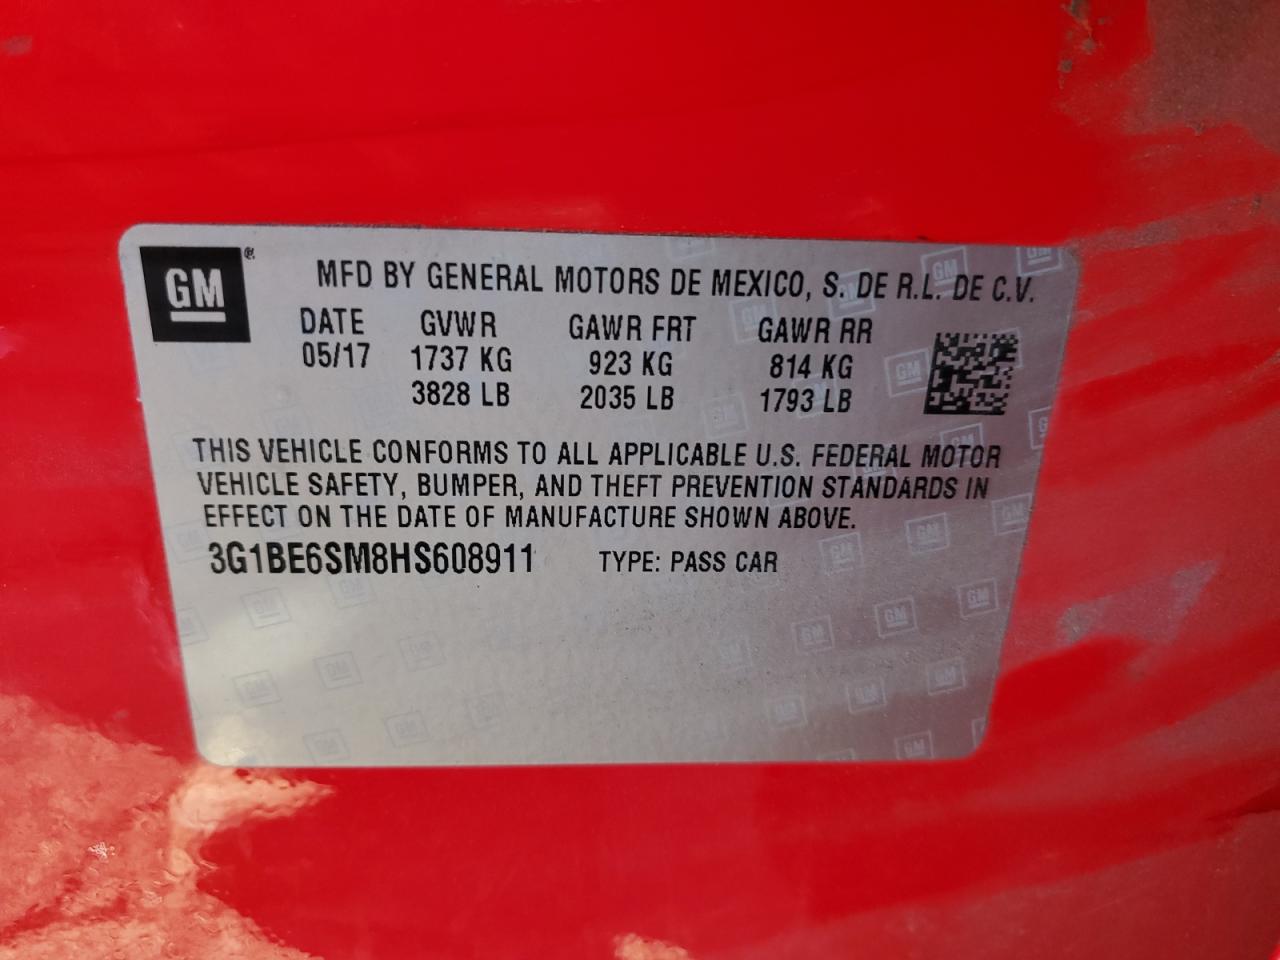 GM®
MFD BY GENERAL MOTORS DE MEXICO, S. DE R.L. DE C.V.
DATE GVWR GAWR FRT GAWR RR
05/17 1737 KG 923 KG 814 KG
3828 LB 2035 LB 1793 LB
THIS VEHICLE CONFORMS TO ALL APPLICABLE U.S. FEDERAL MOTOR
VEHICLE SAFETY, BUMPER, AND THEFT PREVENTION STANDARDS IN
EFFECT ON THE DATE OF MANUFACTURE SHOWN ABOVE.
3G1BE6SM8HS608911 TYPE: PASS CAR